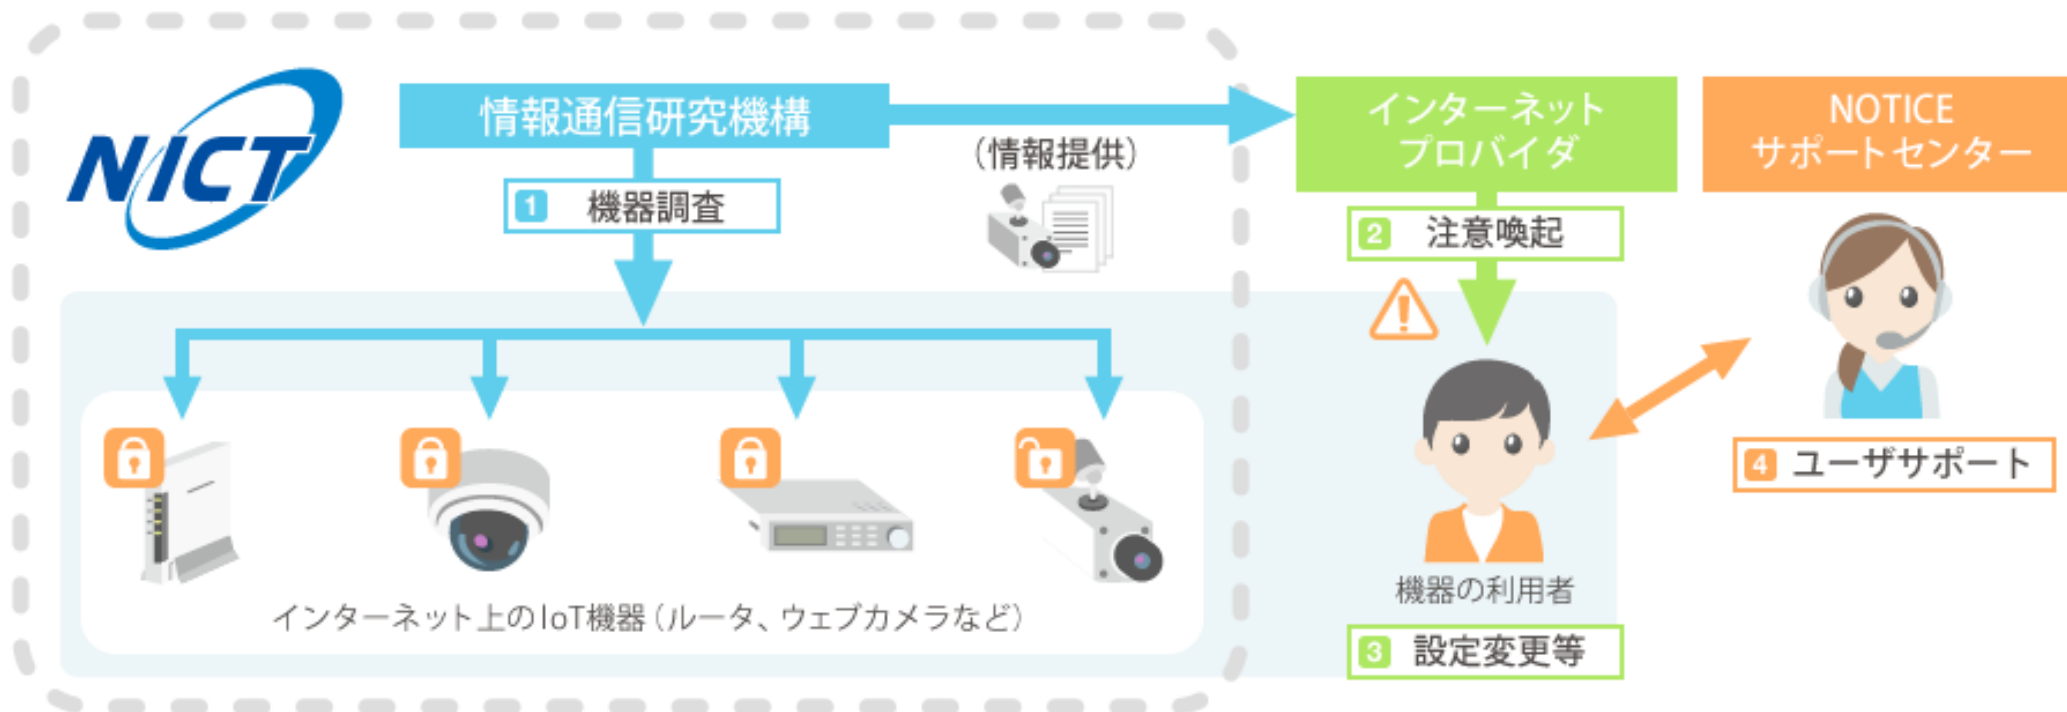 NICT
情報通信研究機構
(情報提供)
1 機器調査
インターネット
プロバイダ
NOTICE
サポートセンター
2 注意喚起
インターネット上のIoT機器(ルータ、ウェブカメラなど)
機器の利用者
3 設定変更等
4 ユーザサポート